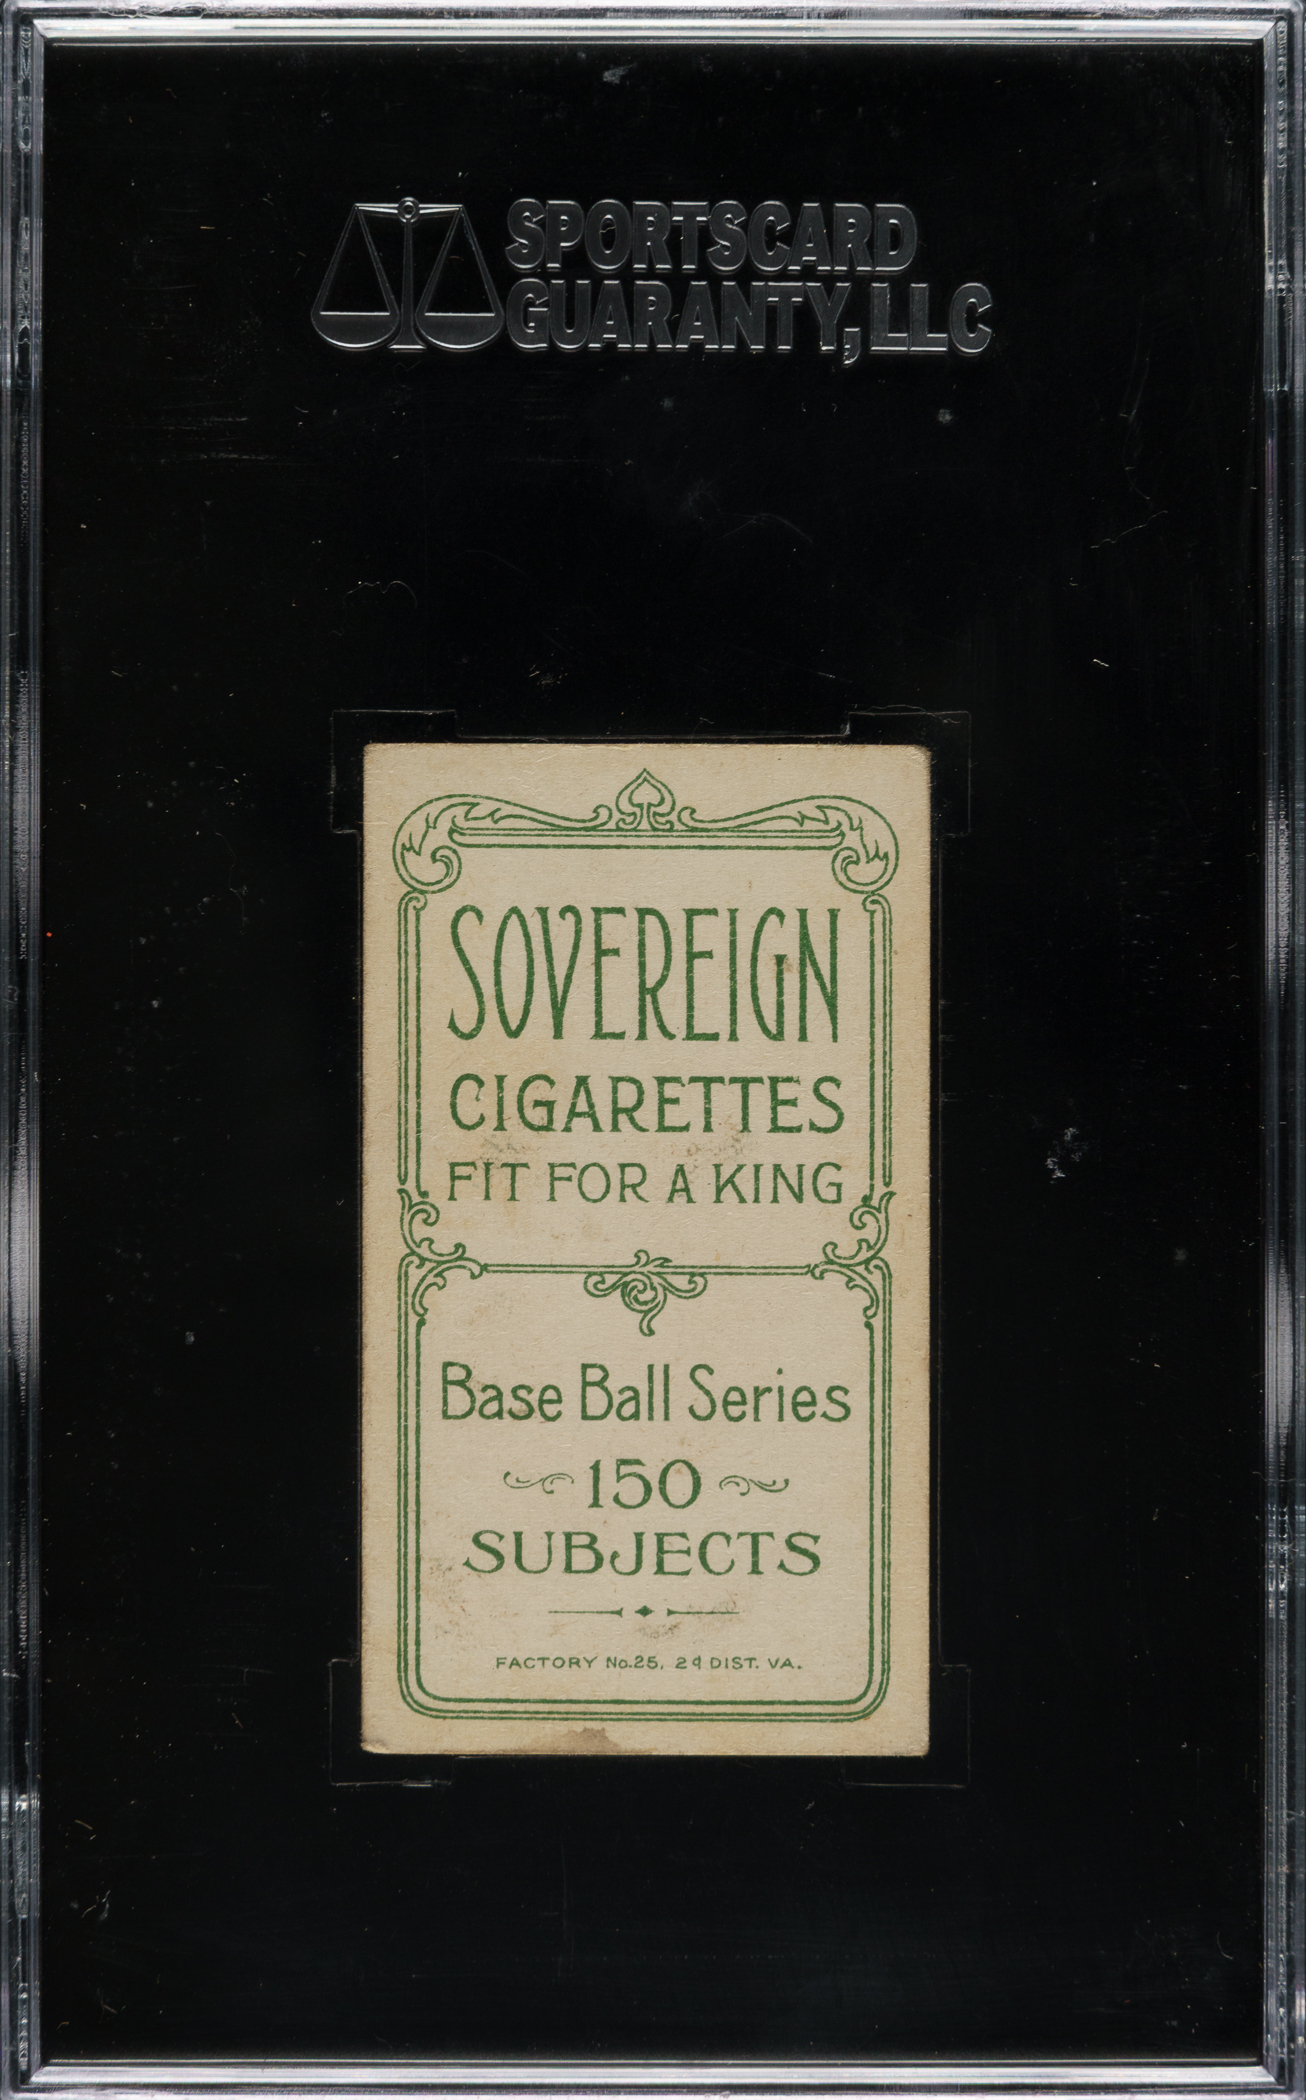 SPORTSCARD
GUARANTY, LLC
SOVEREIGN
CIGARETTES
FIT FOR A KING
Base Ball Series
150
SUBJECTS
FACTORY No.25, 2d DIST. VA.